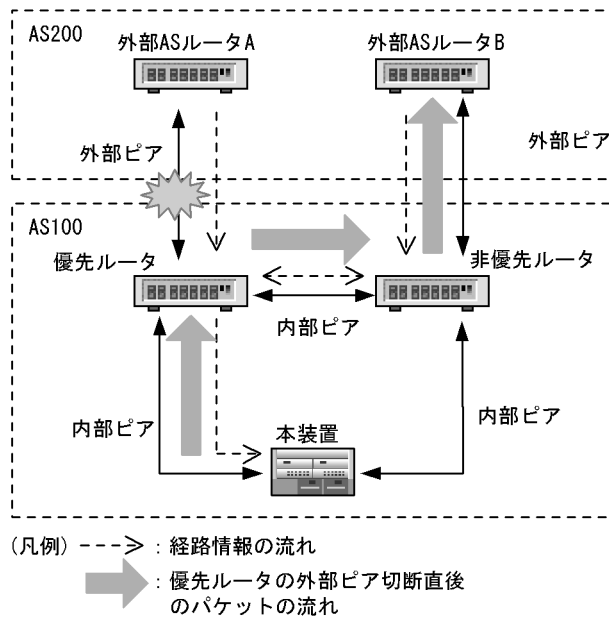 AS200
外部ASルータA
外部ASルータB
外部ピア
外部ピア
AS100
優先ルータ
非優先ルータ
内部ピア
内部ピア
内部ピア
本装置
(凡例)
：経路情報の流れ
：優先ルータの外部ピア切断直後
のパケットの流れ